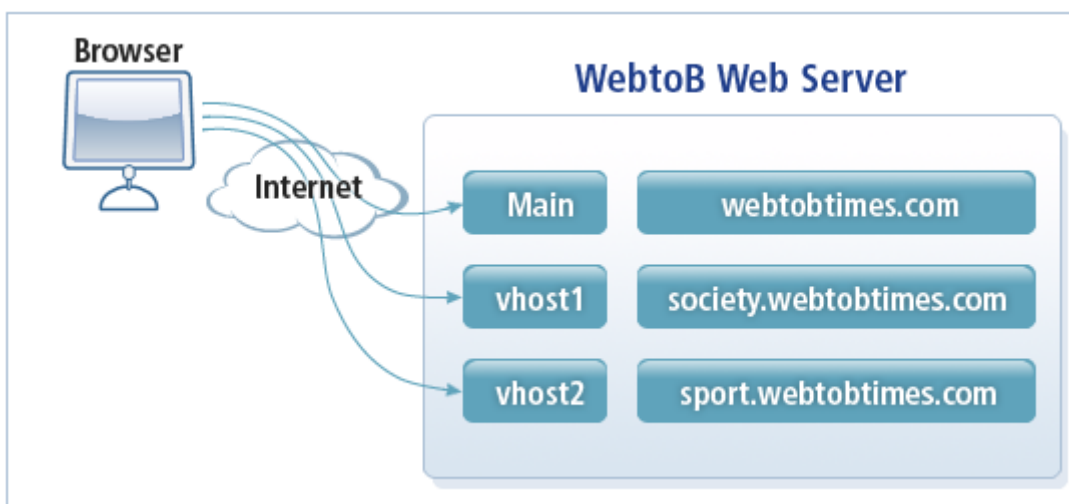 Browser
WebtoB Web Server
Internet
Main
webtobtimes.com
vhost1
society.webtobtimes.com
vhost2
sport.webtobtimes.com